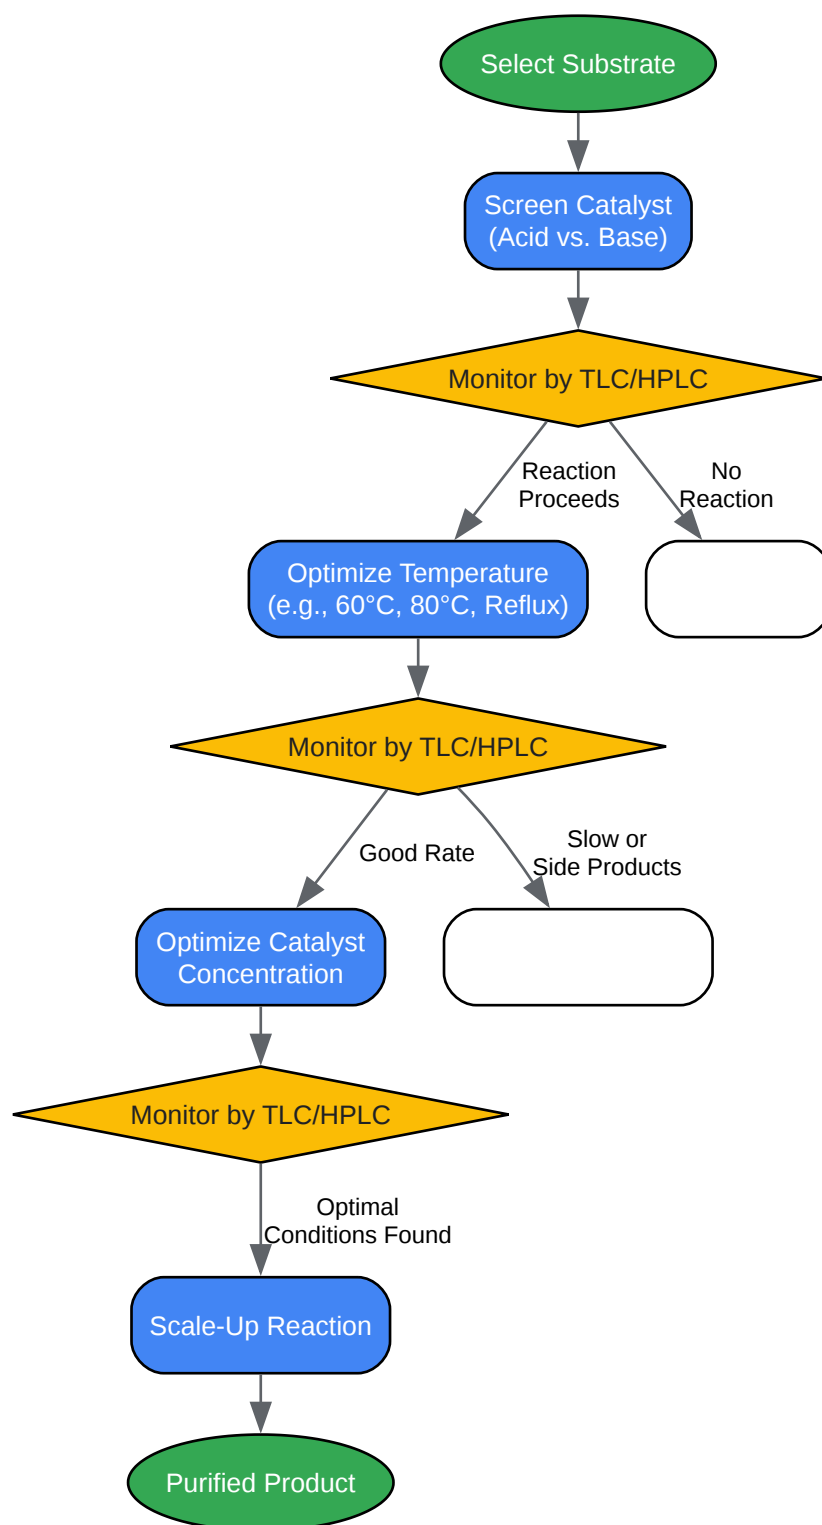 Select Substrate
Screen Catalyst
(Acid vs. Base)
Monitor by TLC/HPLC
Reaction
Proceeds
No
Reaction
Optimize Temperature
(e.g., 60°C, 80°C, Reflux)
Monitor by TLC/HPLC
Good Rate
Slow or
Side Products
Optimize Catalyst
Concentration
Monitor by TLC/HPLC
Optimal
Conditions Found
Scale-Up Reaction
Purified Product